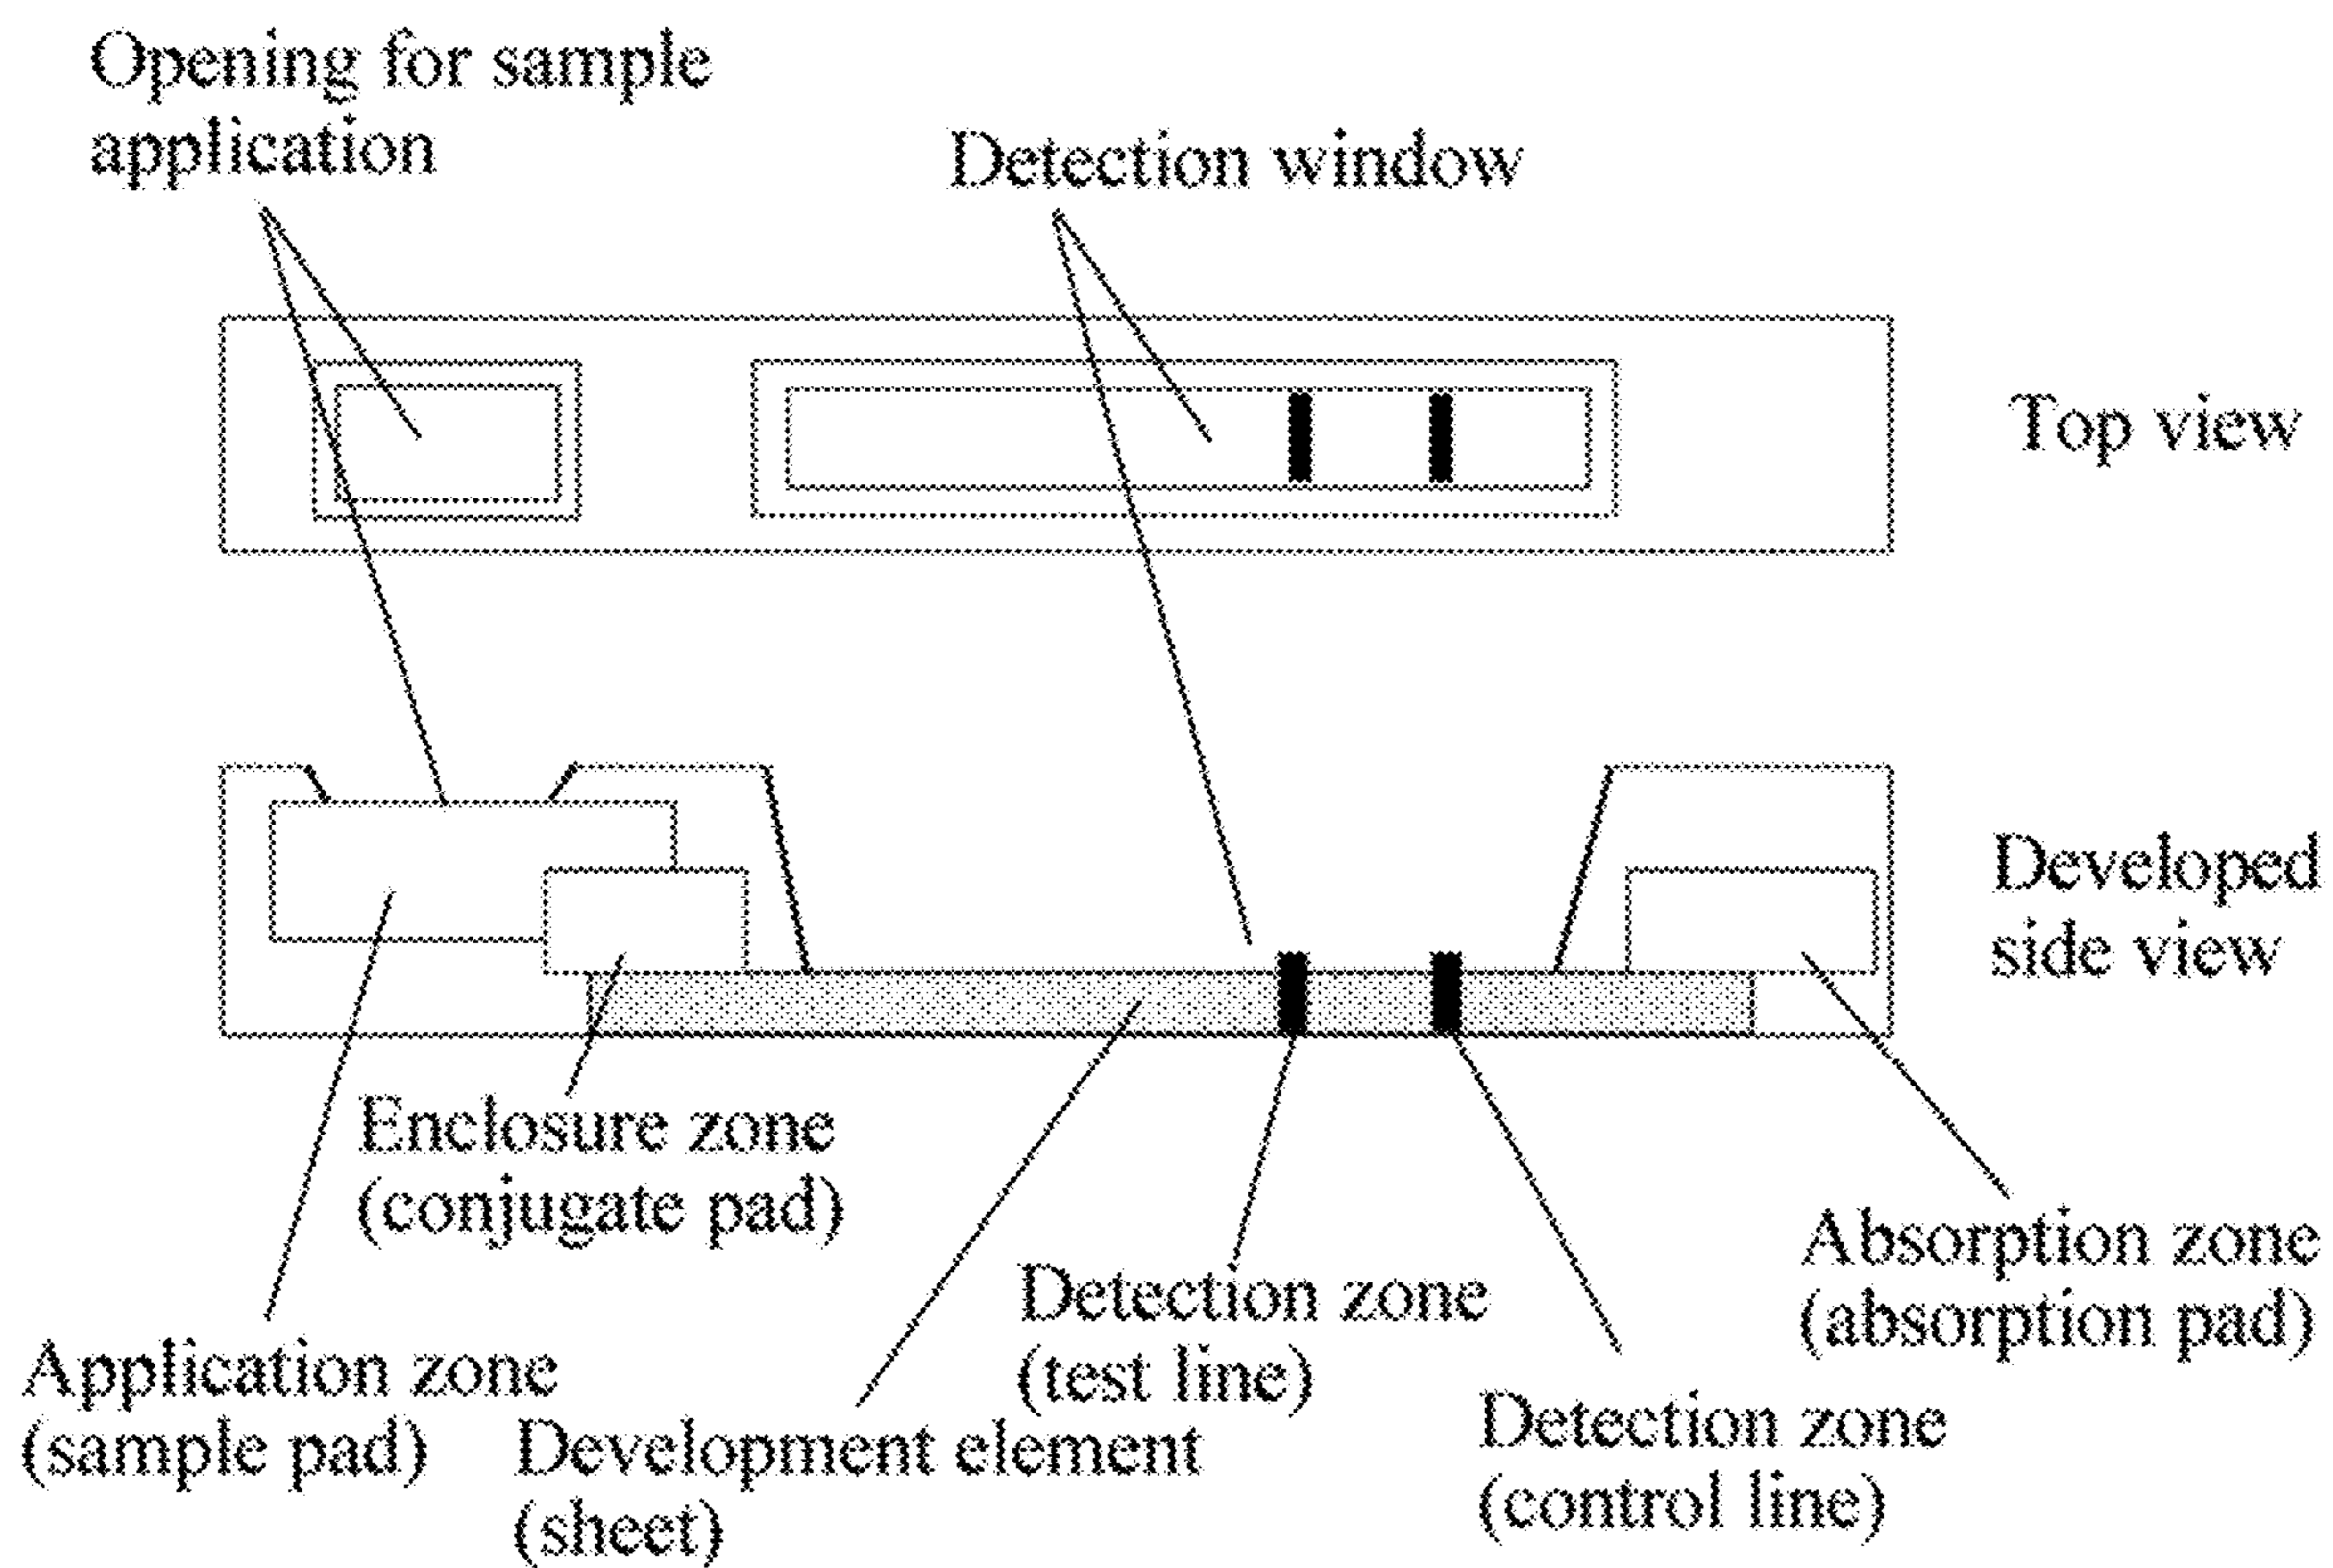 Opening for sample
application
Detection window
Top view
Developed
side view
Enclosure zone
(conjugate pad)
Absorption zone
(absorption pad)
Detection zone
(test line)
Application zone
(sample pad)
Development element
(sheet)
Detection zone
(control line)